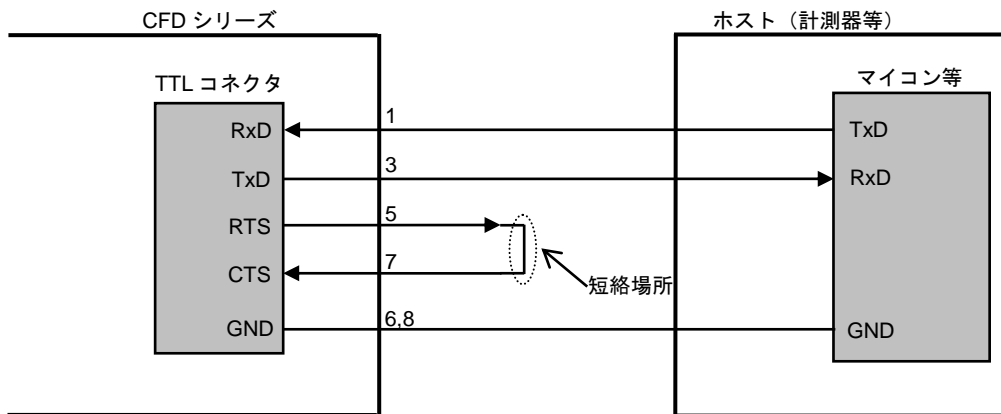 CFD シリーズ
ホスト（計測器等）
TTL コネクタ
マイコン等
RxD
1
TxD
TxD
3
RxD
RTS
5
CTS
7
短絡場所
GND
6,8
GND